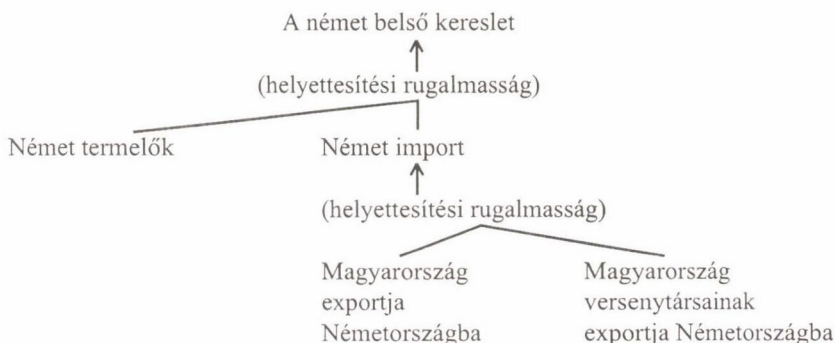 A német belső kereslet
(helyettesítési rugalmasság)
Német termelők
Német import
(helyettesítési rugalmasság)
Magyarország
exportja
Németországba
Magyarország
versenytársainak
exportja Németországba